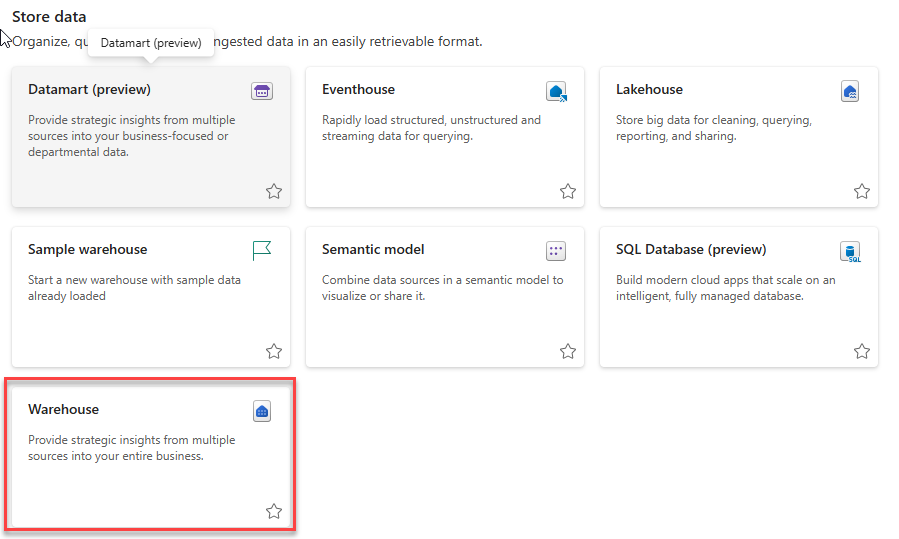 Store data
Organize, qu
Datamart (preview)
ngested data in an easily retrievable format.
Datamart (preview)
Provide strategic insights from multiple
sources into your business-focused or
departmental data.
Eventhouse
Rapidly load structured, unstructured and
streaming data for querying.
Lakehouse
Store big data for cleaning, querying,
reporting, and sharing.
Sample warehouse
Start a new warehouse with sample data
already loaded
Semantic model
Combine data sources in a semantic model to
visualize or share it.
SQL Database (preview)
SQL
Build modern cloud apps that scale on an
intelligent, fully managed database.
Warehouse
Provide strategic insights from multiple
sources into your entire business.